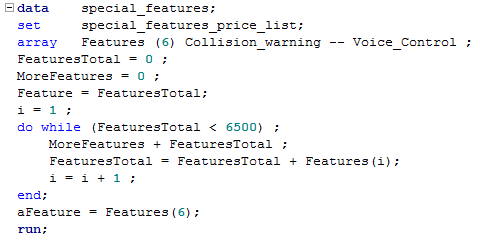 data special_features;
set special_features_price_list;
array Features (6) Collision_warning -- Voice_Control ;
FeaturesTotal = 0 ;
MoreFeatures = 0 ;
Feature = FeaturesTotal;
i = 1 ;
do while (FeaturesTotal < 6500) ;
MoreFeatures + FeaturesTotal ;
FeaturesTotal = FeaturesTotal + Features(i);
i = i + 1 ;
end;
aFeature = Features(6);
run;